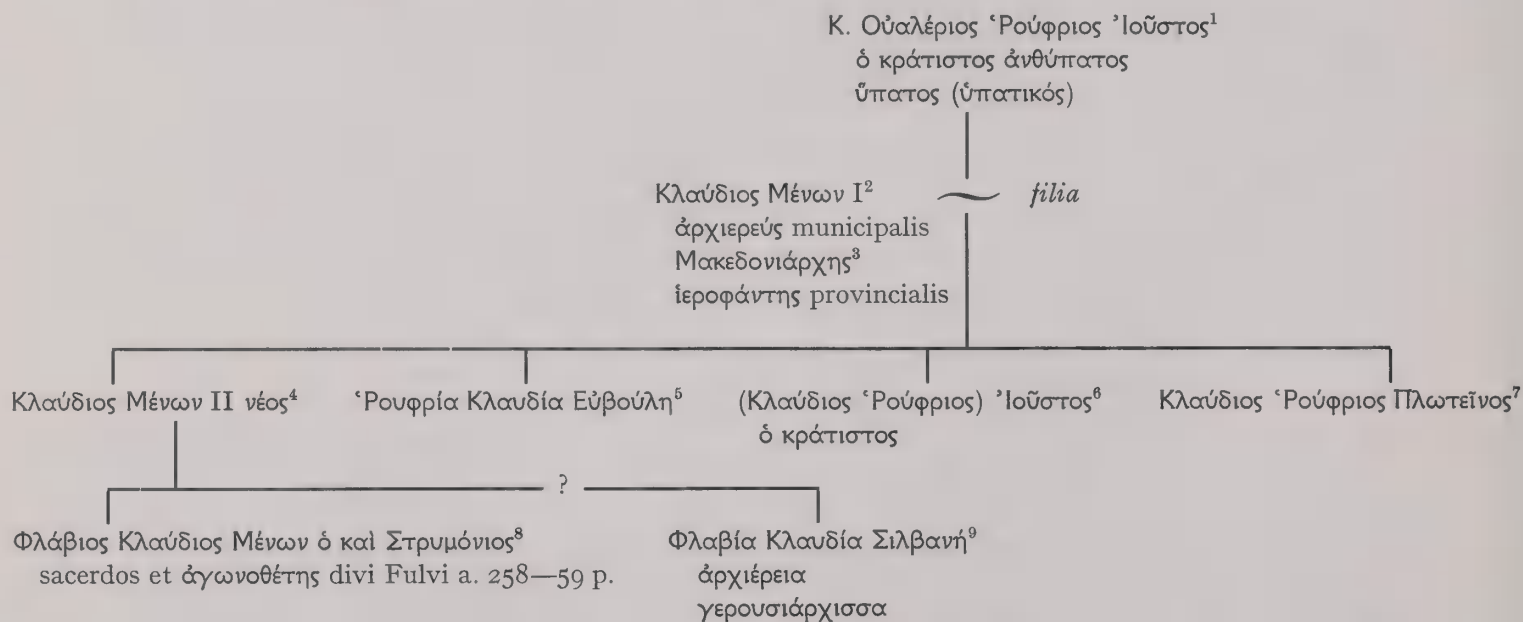 Κ. Οὐαλέριος Ῥούφριος Ἰοῦστος¹
ὁ κράτιστος ἀνθύπατος
ὕπατος (ὑπατικός)
Κλαύδιος Μένων I² filia
ἀρχιερεύς municipalis
Μακεδονιάρχης³
ἱεροφάντης provincialis
Κλαύδιος Μένων II νέος⁴ Ῥουφρία Κλαυδία Εὐβούλη⁵ (Κλαύδιος Ῥούφριος) Ἰοῦστος⁶ Κλαύδιος Ῥούφριος Πλωτεῖνος⁷
ὁ κράτιστος
?
Φλάβιος Κλαύδιος Μένων ὁ καὶ Στρυμόνιος⁸ Φλαβία Κλαυδία Σιλβανή⁹
sacerdos et ἀγωνοθέτης divi Fulvi a. 258—59 p. ἀρχιέρεια
γερουσιάρχισσα